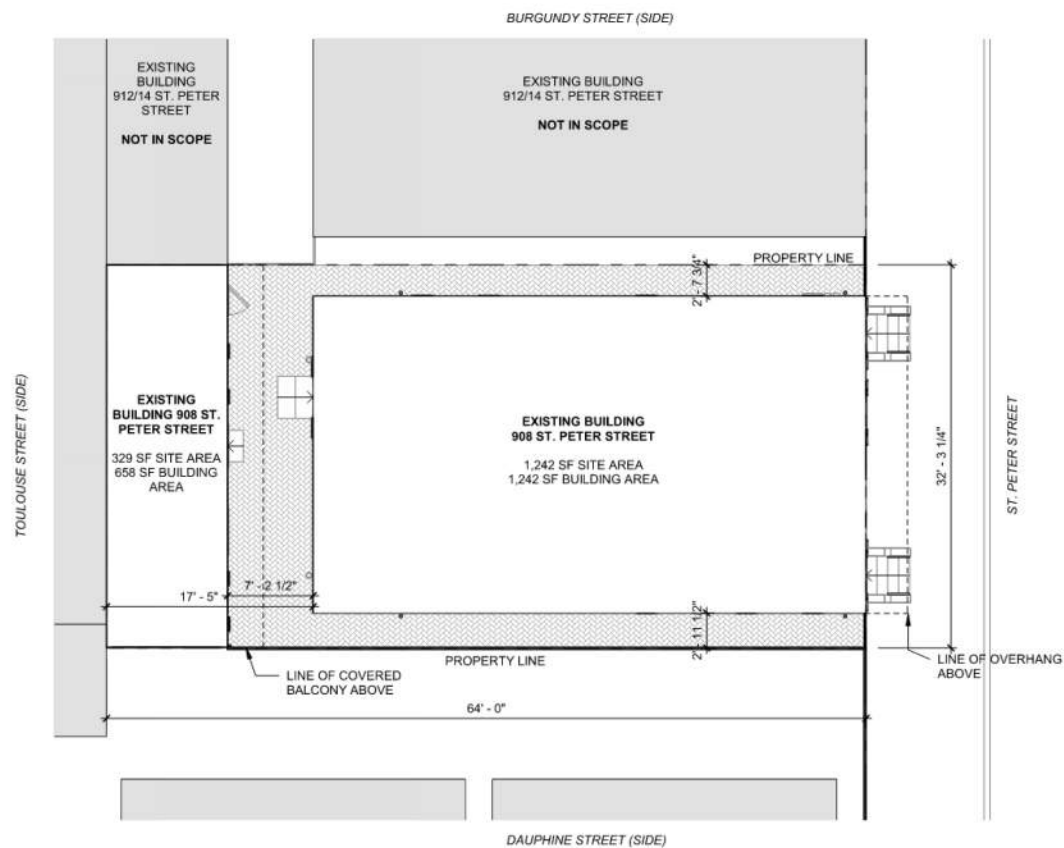 BURGUNDY STREET (SIDE)
EXISTING
BUILDING
912/14 ST. PETER
STREET
NOT IN SCOPE
EXISTING BUILDING
912/14 ST. PETER STREET
NOT IN SCOPE
PROPERTY LINE
2' - 7 3/4"
TOULOUSE STREET (SIDE)
EXISTING
BUILDING 908 ST.
PETER STREET
329 SF SITE AREA
658 SF BUILDING
AREA
EXISTING BUILDING
908 ST. PETER STREET
1,242 SF SITE AREA
1,242 SF BUILDING AREA
32' - 3 1/4"
ST. PETER STREET
7' - 2 1/2"
17' - 5"
2' - 11 1/2"
PROPERTY LINE
LINE OF COVERED
BALCONY ABOVE
LINE OF OVERHANG
ABOVE
64' - 0"
DAUPHINE STREET (SIDE)